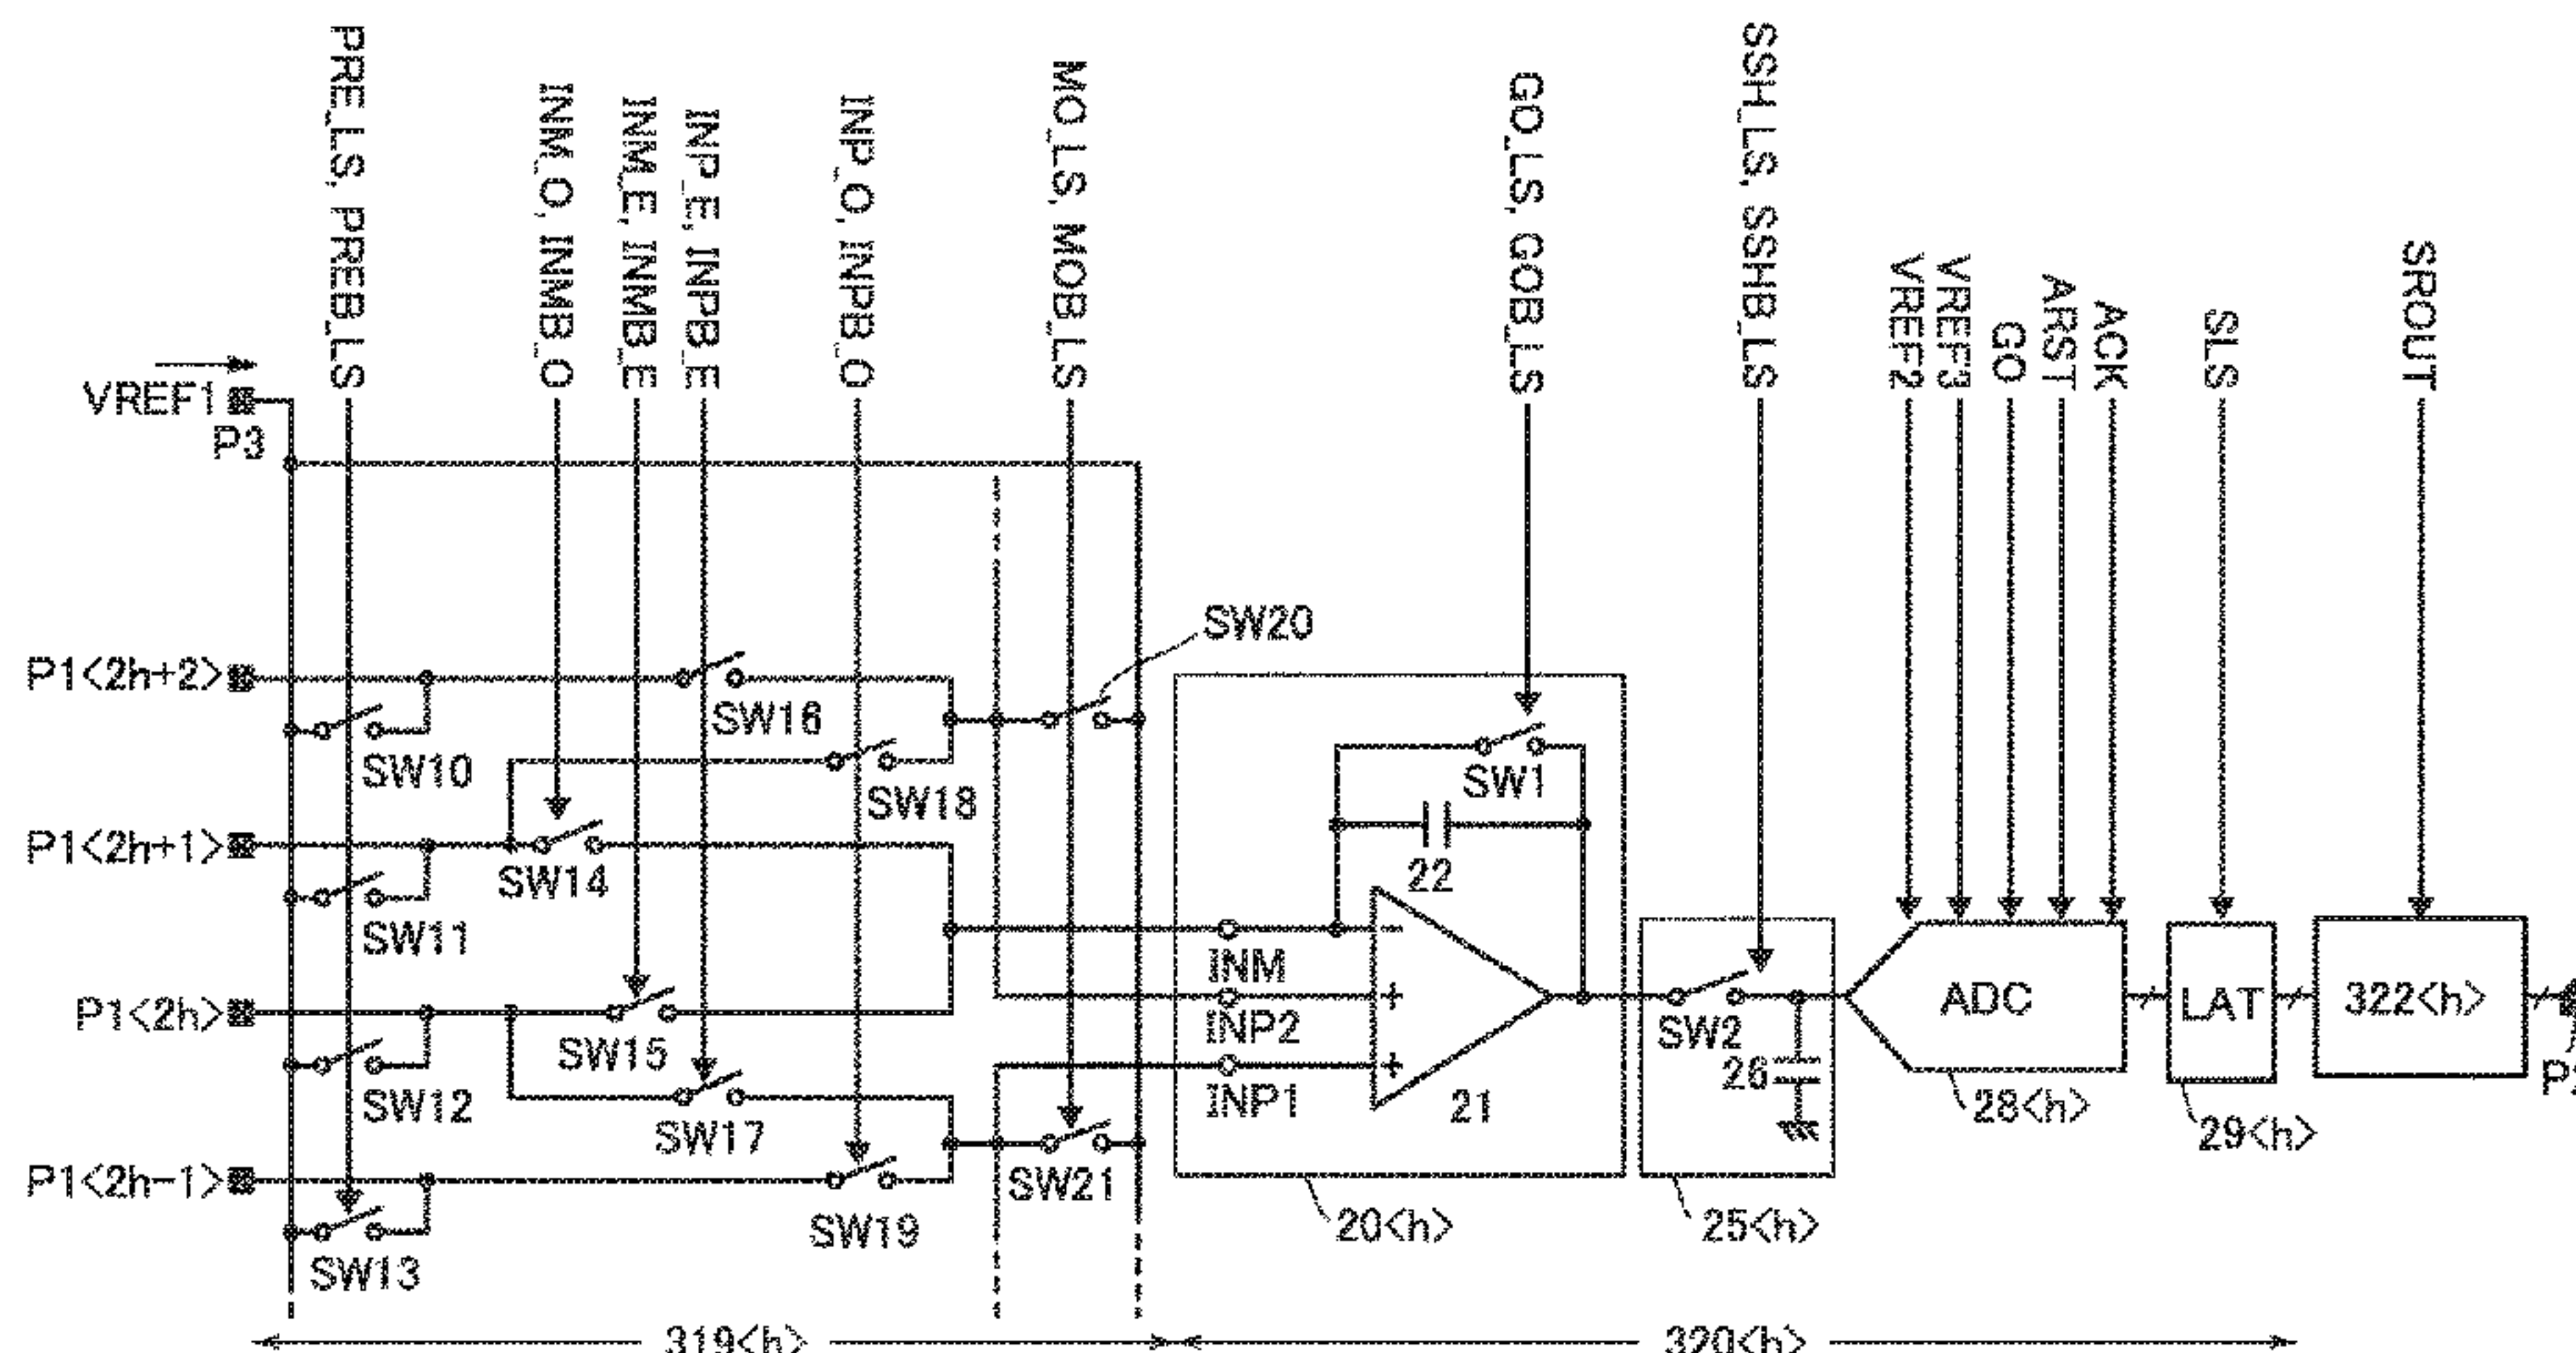 PRE_LS, PREB_LS
INM_O, INMB_O
INM_E, INMB_E
INP_E, INPB_E
INP_O, INPB_O
MO_LS, MOB_LS
GO_LS, GOB_LS
SSH_LS, SSHB_LS
VREF2
VREF3
GO
ARST
ACK
SLS
SROUT
VREF1
P3
SW20
P1<2h+2>
SW16
SW10
SW18
SW1
P1<2h+1>
SW14
22
SW11
INM
P1<2h>
SW15
INP2
SW2
ADC
LAT
322<h>
SW12
SW17
INP1
21
26
28<h>
29<h>
P1<2h-1>
SW21
SW19
20<h>
25<h>
SW13
319<h>
320<h>